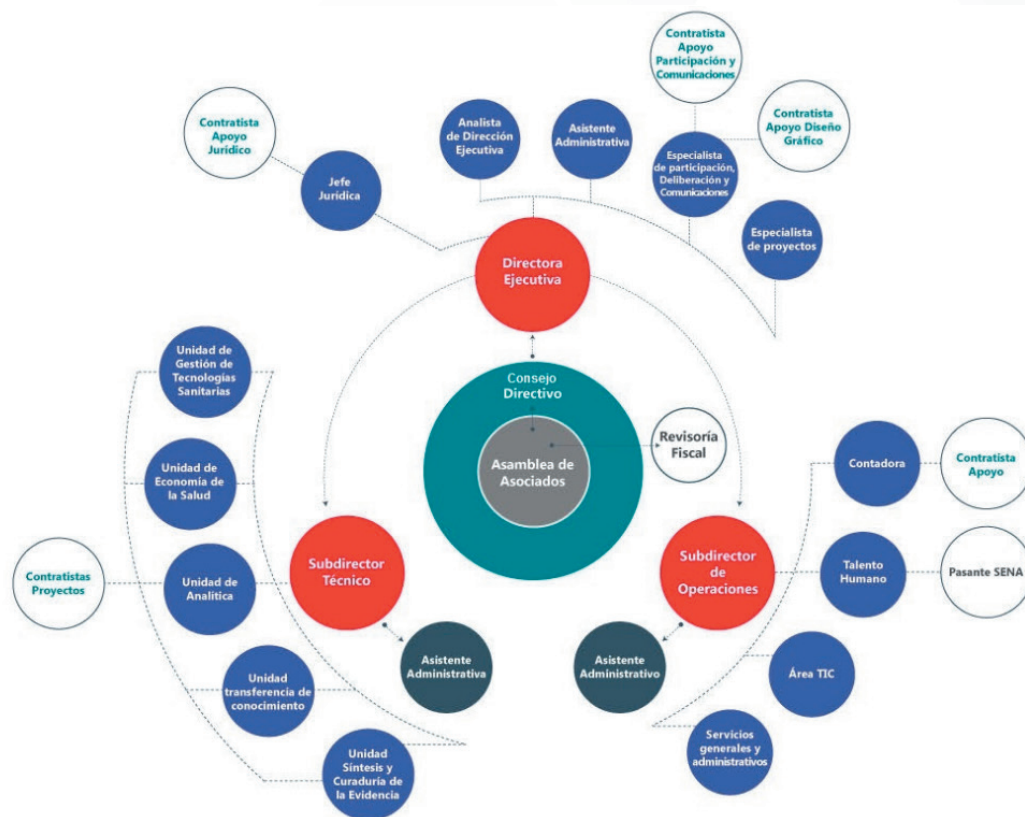 Contratista
Apoyo
Participación y
Comunicaciones
Contratista
Apoyo Diseño
Gráfico
Contratista
Apoyo
Jurídico
Jefe
Jurídica
Analista
de Dirección
Ejecutiva
Asistente
Administrativa
Especialista
de participación,
Deliberación y
Comunicaciones
Especialista
de proyectos
Directora
Ejecutiva
Consejo
Directivo
Asamblea de
Asociados
Revisoría
Fiscal
Unidad de
Gestión de
Tecnologías
Sanitarias
Unidad de
Economía de
la Salud
Contratistas
Proyectos
Unidad de
Analítica
Unidad
transferencia de
conocimiento
Unidad
Síntesis y
Curaduría de
la Evidencia
Subdirector
Técnico
Asistente
Administrativa
Subdirector
de
Operaciones
Asistente
Administrativo
Contadora
Contratista
Apoyo
Talento
Humano
Pasante SENA
Área TIC
Servicios
generales y
administrativos